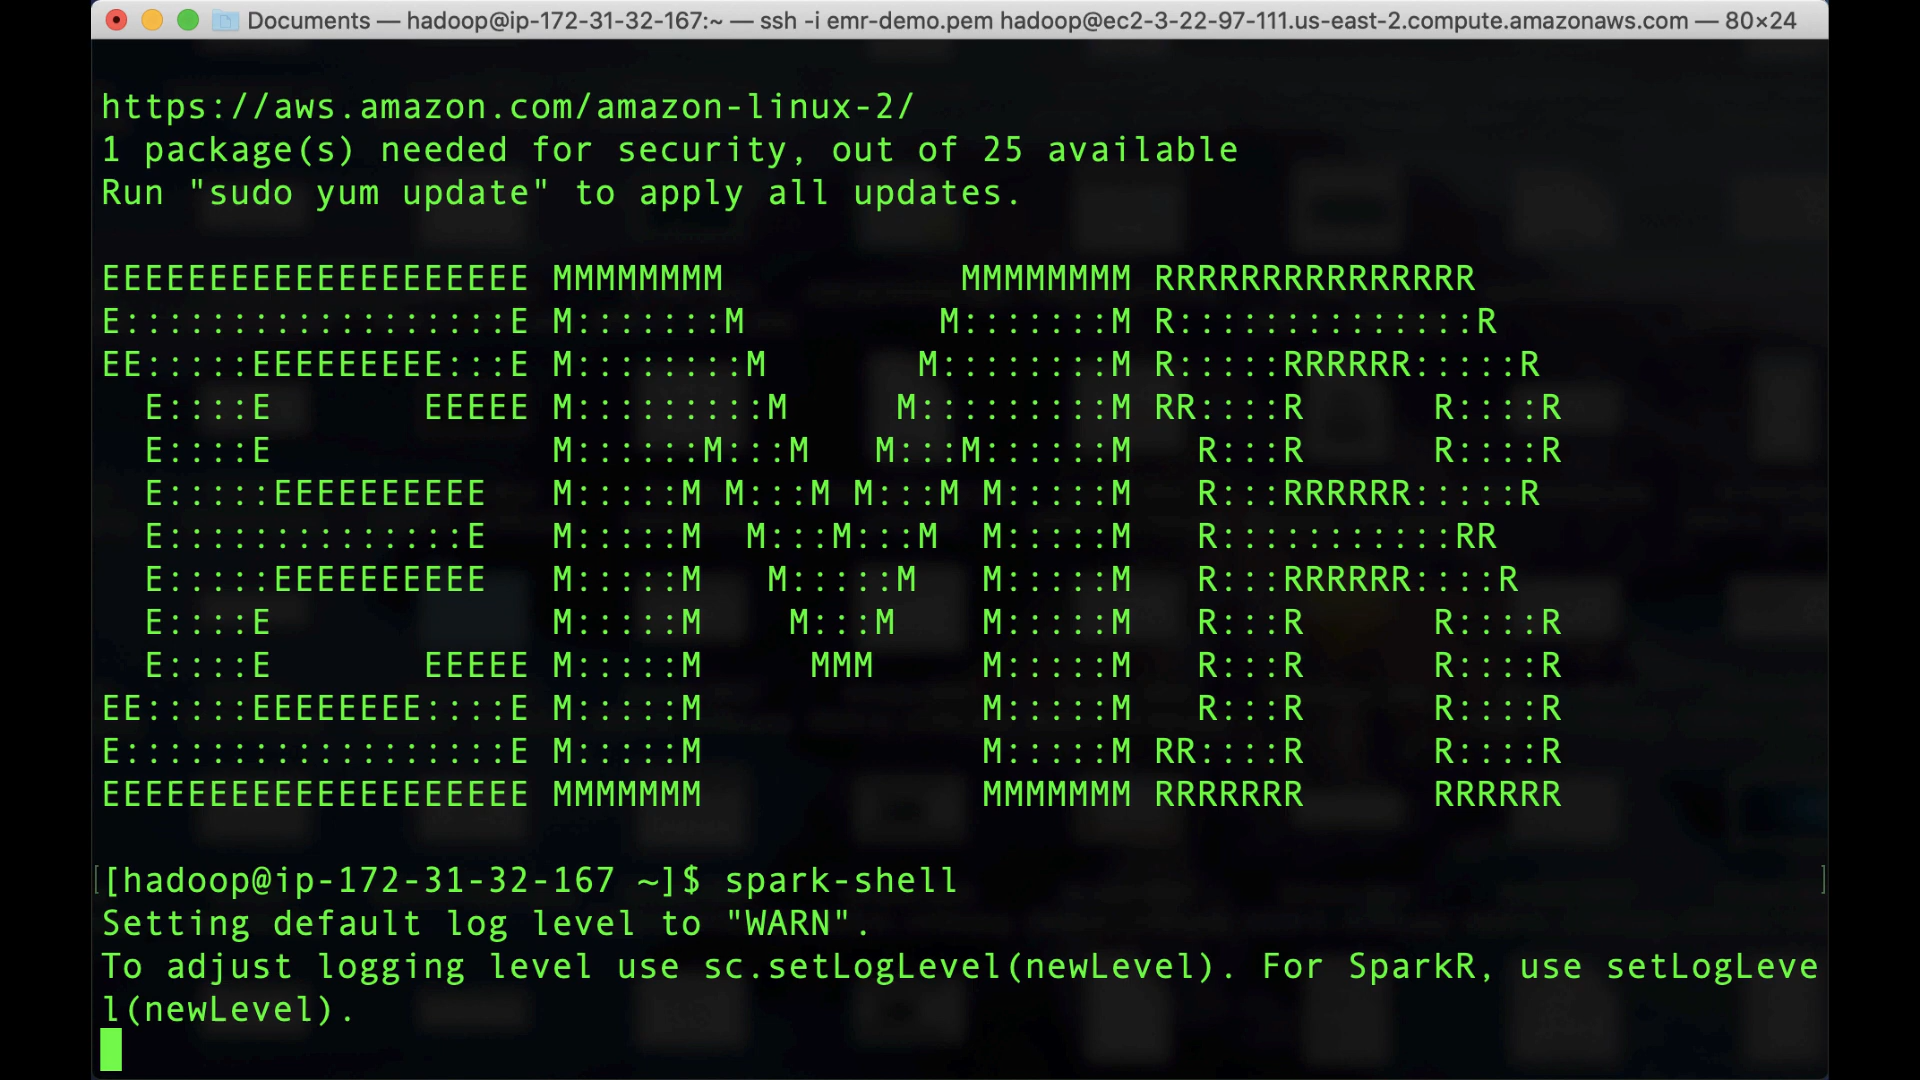 Documents — hadoop@ip-172-31-32-167:~ — ssh -i emr-demo.pem hadoop@ec2-3-22-97-111.us-east-2.compute.amazonaws.com — 80×24
https://aws.amazon.com/amazon-linux-2/
1 package(s) needed for security, out of 25 available
Run "sudo yum update" to apply all updates.

EEEEEEEEEEEEEEEEEEEE MMMMMMMM           MMMMMMMM RRRRRRRRRRRRRRR
E::::::::::::::::::E M:::::::M         M:::::::M R::::::::::::::R
EE:::::EEEEEEEEE:::E M::::::::M       M::::::::M R:::::RRRRRR:::::R
  E::::E       EEEEE M:::::::::M     M:::::::::M RR::::R      R::::R
  E::::E             M::::::M:::M   M:::M::::::M   R:::R      R::::R
  E:::::EEEEEEEEEE   M:::::M M:::M M:::M M:::::M   R:::RRRRRR:::::R
  E::::::::::::::E   M:::::M  M:::M:::M  M:::::M   R:::::::::::RR
  E:::::EEEEEEEEEE   M:::::M   M:::::M   M:::::M   R:::RRRRRR::::R
  E::::E             M:::::M    M:::M    M:::::M   R:::R      R::::R
  E::::E       EEEEE M:::::M     MMM     M:::::M   R:::R      R::::R
EE:::::EEEEEEEE::::E M:::::M             M:::::M   R:::R      R::::R
E::::::::::::::::::E M:::::M             M:::::M RR::::R      R::::R
EEEEEEEEEEEEEEEEEEEE MMMMMMM             MMMMMMM RRRRRRR      RRRRRR

[[hadoop@ip-172-31-32-167 ~]$ spark-shell ]
Setting default log level to "WARN".
To adjust logging level use sc.setLogLevel(newLevel). For SparkR, use setLogLeve
l(newLevel).